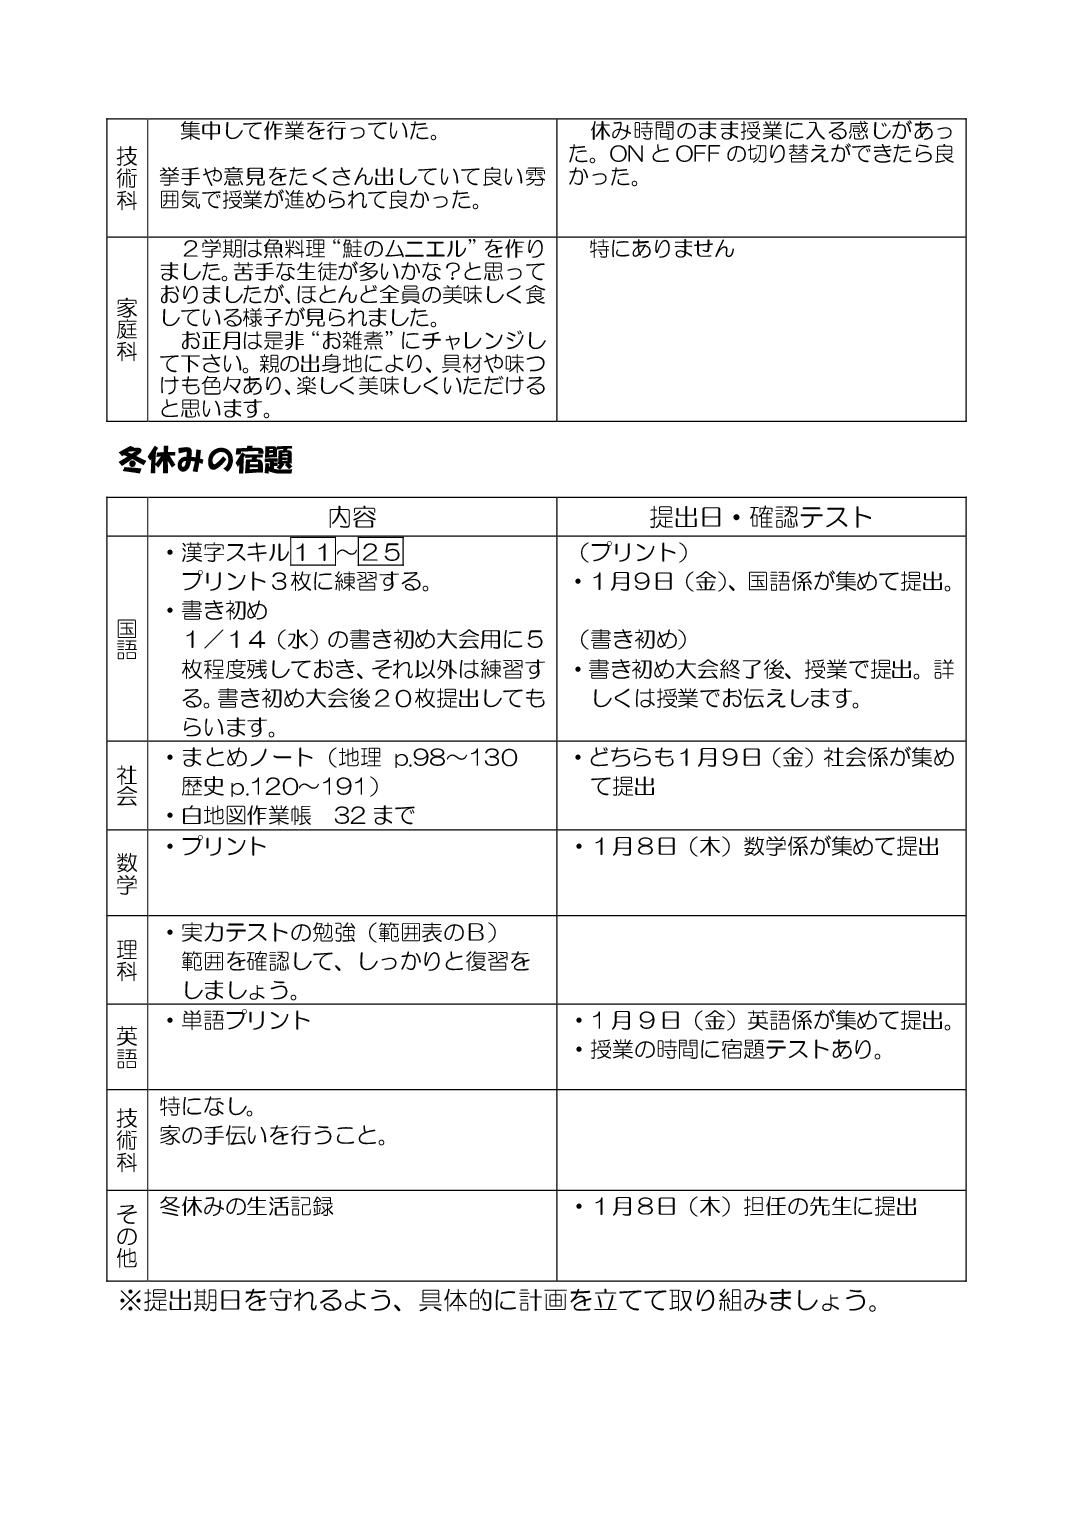 技術科
集中して作業を行っていた。
挙手や意見をたくさん出していて良い雰
囲気で授業が進められて良かった。
休み時間のまま授業に入る感じがあっ
た。ONとOFFの切り替えができたら良
かった。
家庭科
２学期は魚料理“鮭のムニエル”を作り
ました。苦手な生徒が多いかな？と思って
おりましたが、ほとんど全員の美味しく食
している様子が見られました。
お正月は是非“お雑煮”にチャレンジし
て下さい。親の出身地により、具材や味つ
けも色々あり、楽しく美味しくいただける
と思います。
特にありません
冬休みの宿題
内容
提出日・確認テスト
国語
・漢字スキル１１～２５
プリント３枚に練習する。
・書き初め
１／１４（水）の書き初め大会用に５
枚程度残しておき、それ以外は練習す
る。書き初め大会後２０枚提出しても
らいます。
（プリント）
・１月９日（金）、国語係が集めて提出。
（書き初め）
・書き初め大会終了後、授業で提出。詳
しくは授業でお伝えします。
社会
・まとめノート（地理 p.98～130
歴史 p.120～191）
・白地図作業帳　32まで
・どちらも１月９日（金）社会係が集め
て提出
数学
・プリント
・１月８日（木）数学係が集めて提出
理科
・実力テストの勉強（範囲表のＢ）
範囲を確認して、しっかりと復習を
しましょう。
英語
・単語プリント
・１月９日（金）英語係が集めて提出。
・授業の時間に宿題テストあり。
技術科
特になし。
家の手伝いを行うこと。
その他
冬休みの生活記録
・１月８日（木）担任の先生に提出
※提出期日を守れるよう、具体的に計画を立てて取り組みましょう。